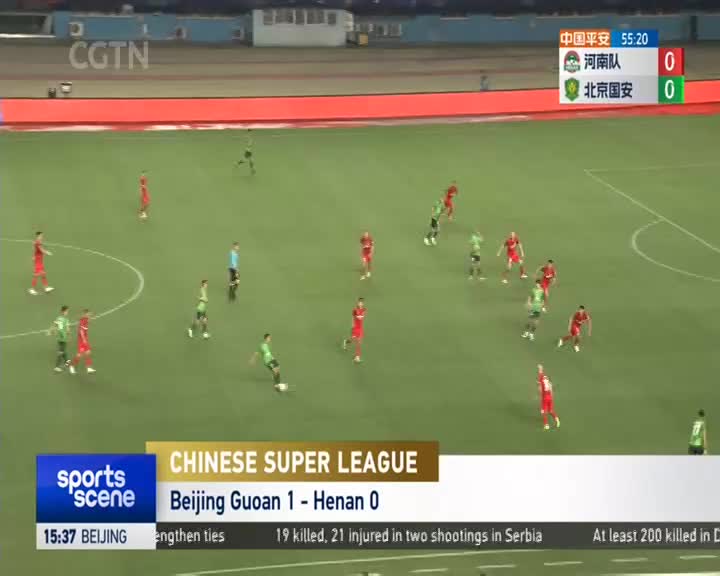 CGTN
中国平安 55:20
河南队 0
北京国安 0
CHINESE SUPER LEAGUE
sports scene
Beijing Guoan 1 - Henan 0
15:37 BEIJING
engthen ties 19 killed, 21 injured in two shootings in Serbia At least 200 killed in D